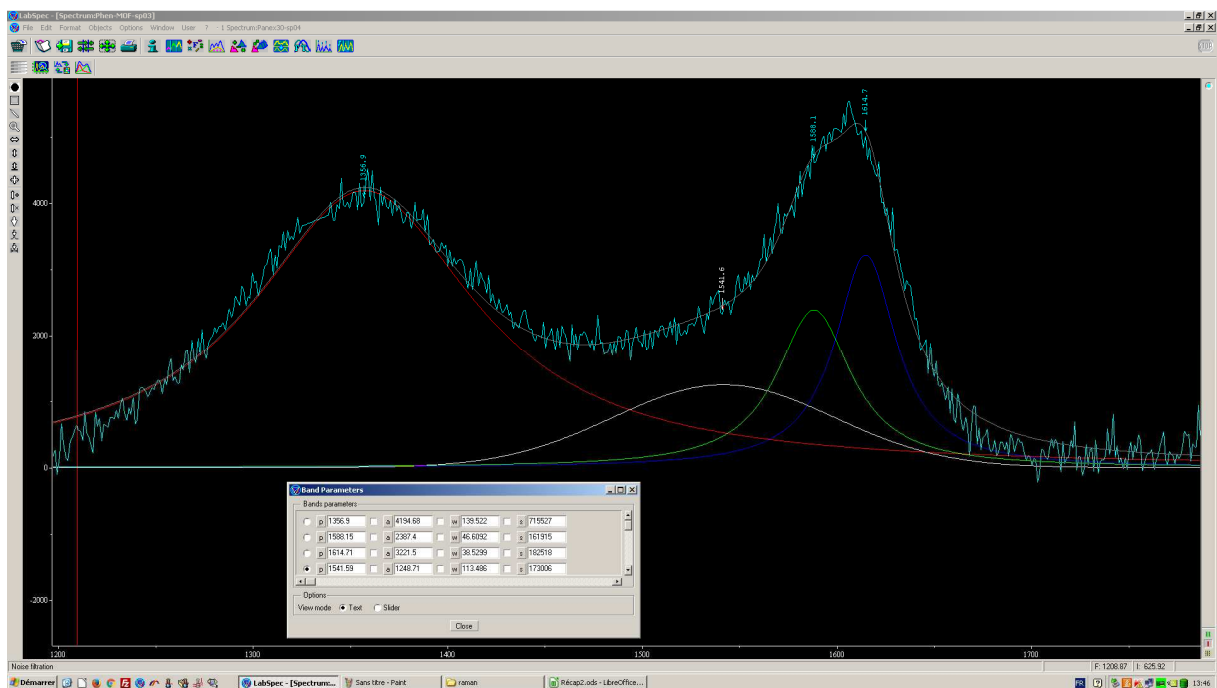 LabSpec - [Spectrum:Phen-MOF-sp03]
File Edit Format Objects Options Window User ? - I Spectrum:Panex30-sp04
1614.7
1588.1
1356.9
4000
1541.6
2000
0
Band Parameters
Bands parameters
p 1356.9 a 4194.68 w 139.522 s 715527
p 1588.15 a 2387.4 w 46.6092 s 161915
p 1614.71 a 3221.5 w 38.5299 s 182518
p 1541.59 a 1248.71 w 113.486 s 173006
Options
View mode Text Slider
Close
-2000
1200 1300 1400 1500 1600 1700
Noise filtration F: 1208.87 I: 625.92
Démarrer LabSpec - [Spectrum:... Sans titre - Paint raman Récap2.ods - LibreOffice... FR 13:46